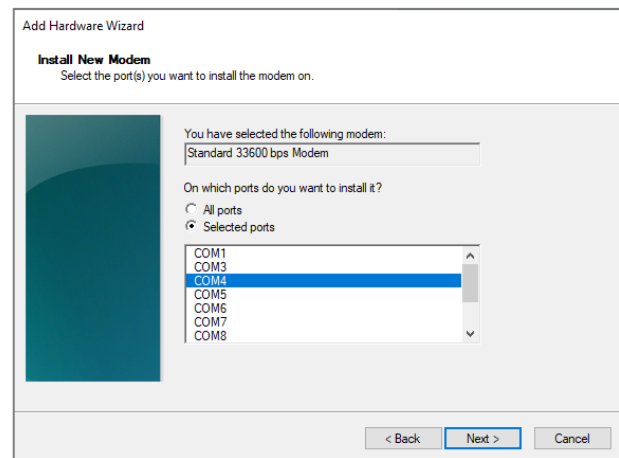 Add Hardware Wizard
Install New Modem
Select the port(s) you want to install the modem on.
You have selected the following modem:
Standard 33600 bps Modem
On which ports do you want to install it?
All ports
Selected ports
COM1
COM3
COM4
COM5
COM6
COM7
COM8
< Back
Next >
Cancel